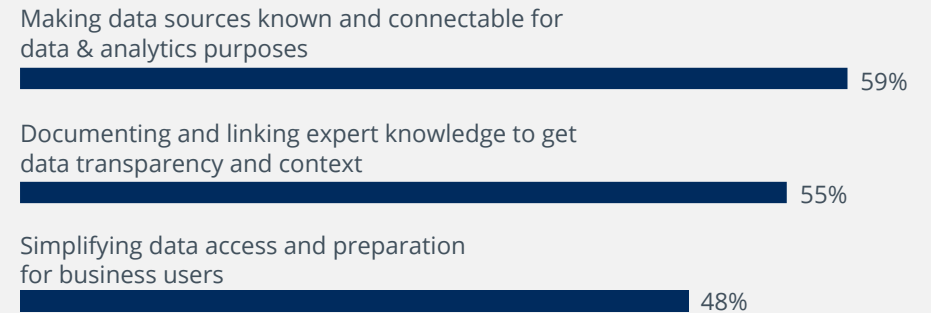 Making data sources known and connectable for
data & analytics purposes
59%
Documenting and linking expert knowledge to get
data transparency and context
55%
Simplifying data access and preparation
for business users
48%